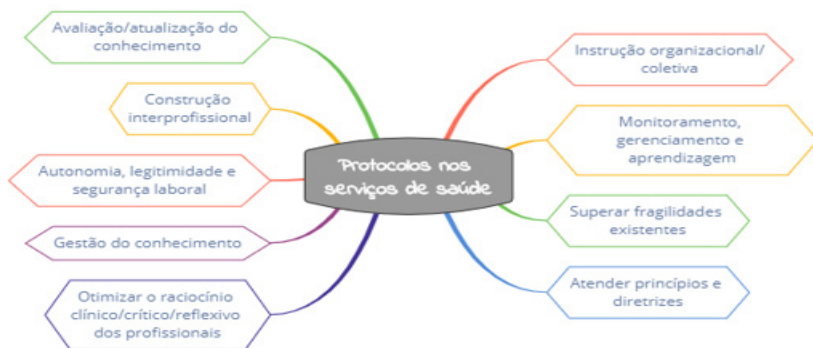 Avaliação/atualização do
conhecimento
Construção
interprofissional
Autonomia, legitimidade e
segurança laboral
Gestão do conhecimento
Otimizar o raciocínio
clínico/crítico/reflexivo
dos profissionais
Protocolos nos
serviços de saúde
Instrução organizacional/
coletiva
Monitoramento,
gerenciamento e
aprendizagem
Superar fragilidades
existentes
Atender princípios e
diretrizes